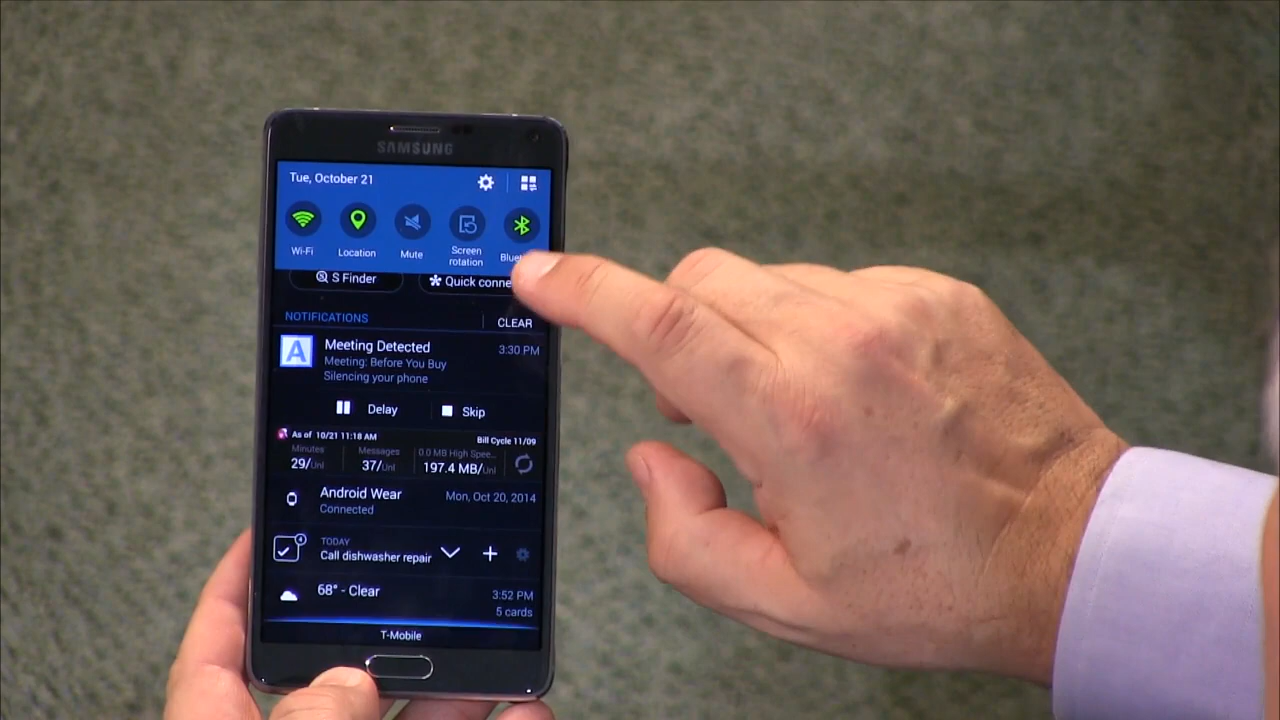 SAMSUNG
Tue, October 21
Wi-Fi Location Mute Screen rotation
S Finder Quick
NOTIFICATIONS CLEAR
A Meeting Detected 3:30 PM
Meeting: Before You Buy
Silencing your phone
Delay Skip
As of 10/21 11:18 AM Bill Cycle 11/09
Minutes Messages 0.0 MB High Spee...
29/Unl 37/Unl 197.4 MB/Unl
Android Wear Mon, Oct 20, 2014
Connected
4 TODAY
Call dishwasher repair
68° - Clear 3:52 PM
5 cards
T-Mobile